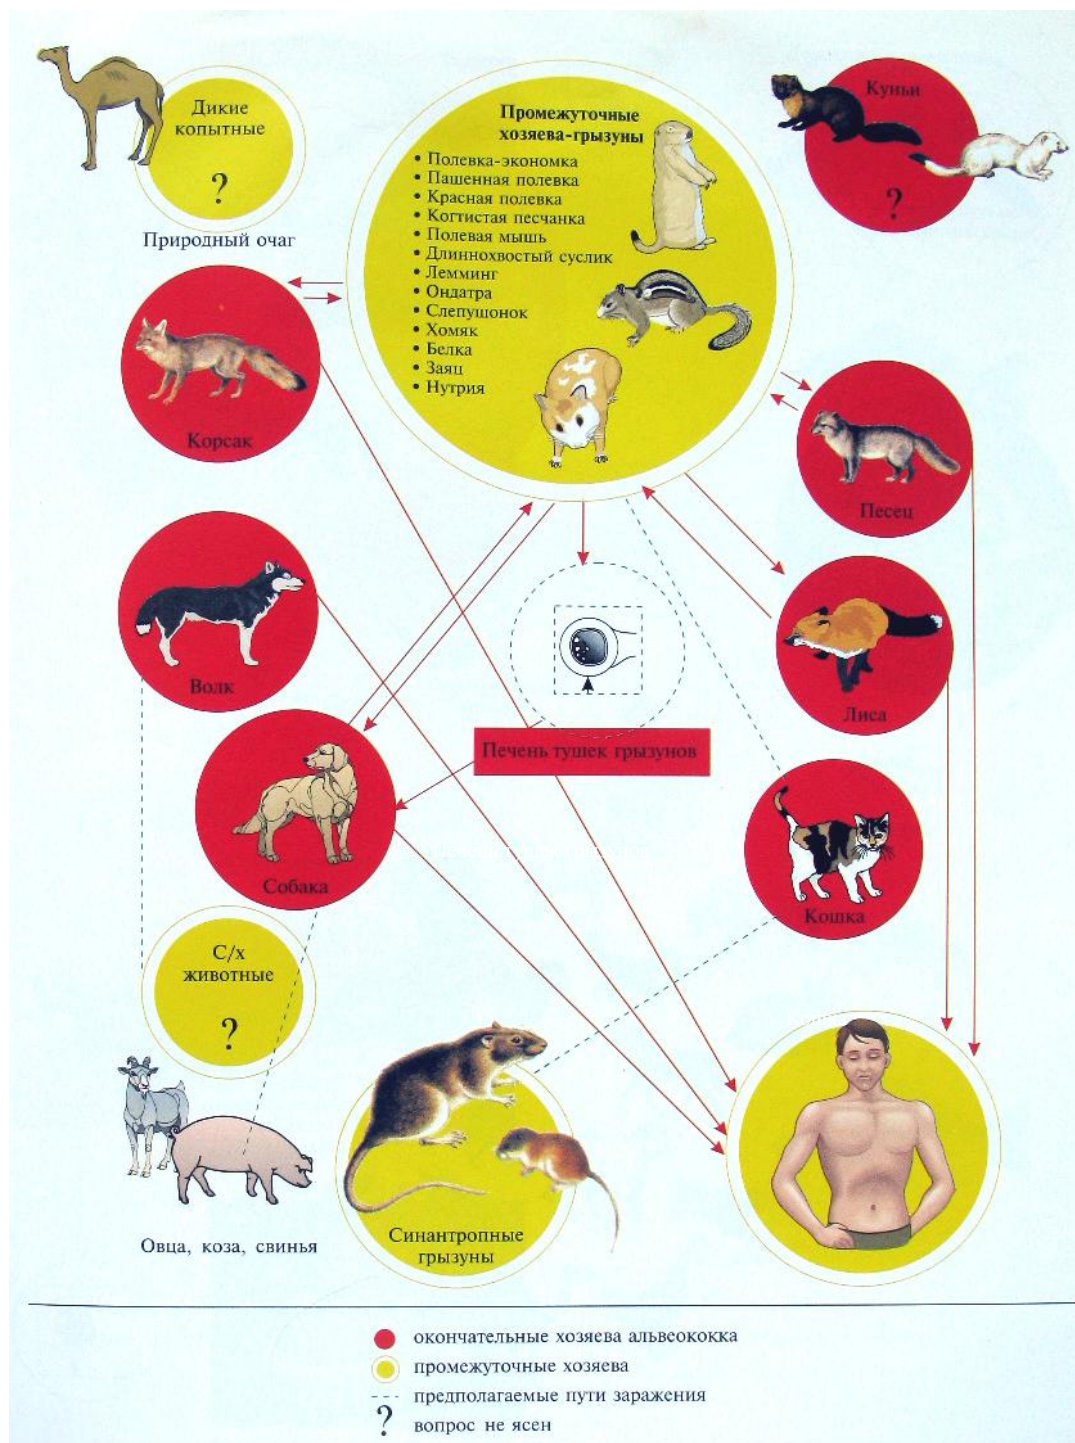 Дикие
копытные
?
Природный очаг
Промежуточные
хозяева-грызуны
• Полевка-экономка
• Пашенная полевка
• Красная полевка
• Когтистая песчанка
• Полевая мышь
• Длиннохвостый суслик
• Лемминг
• Ондатра
• Слепушонок
• Хомяк
• Белка
• Заяц
• Нутрия
Куньи
?
Корсак
Песец
Волк
Лиса
Печень тушек грызунов
Собака
Кошка
С/х
животные
?
Овца, коза, свинья
Синантропные
грызуны
окончательные хозяева альвеококка
промежуточные хозяева
предполагаемые пути заражения
? вопрос не ясен